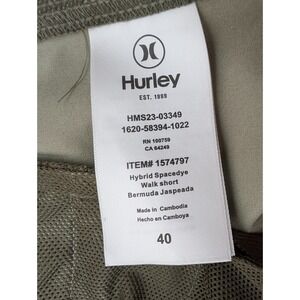 Hurley
EST. 1999
HMS23-03349
1620-58394-1022
RN 100759
CA 64249
ITEM# 1574797
Hybrid Spacedye
Walk short
Bermuda Jaspeada
Made in Cambodia
Hecho en Camboya
40